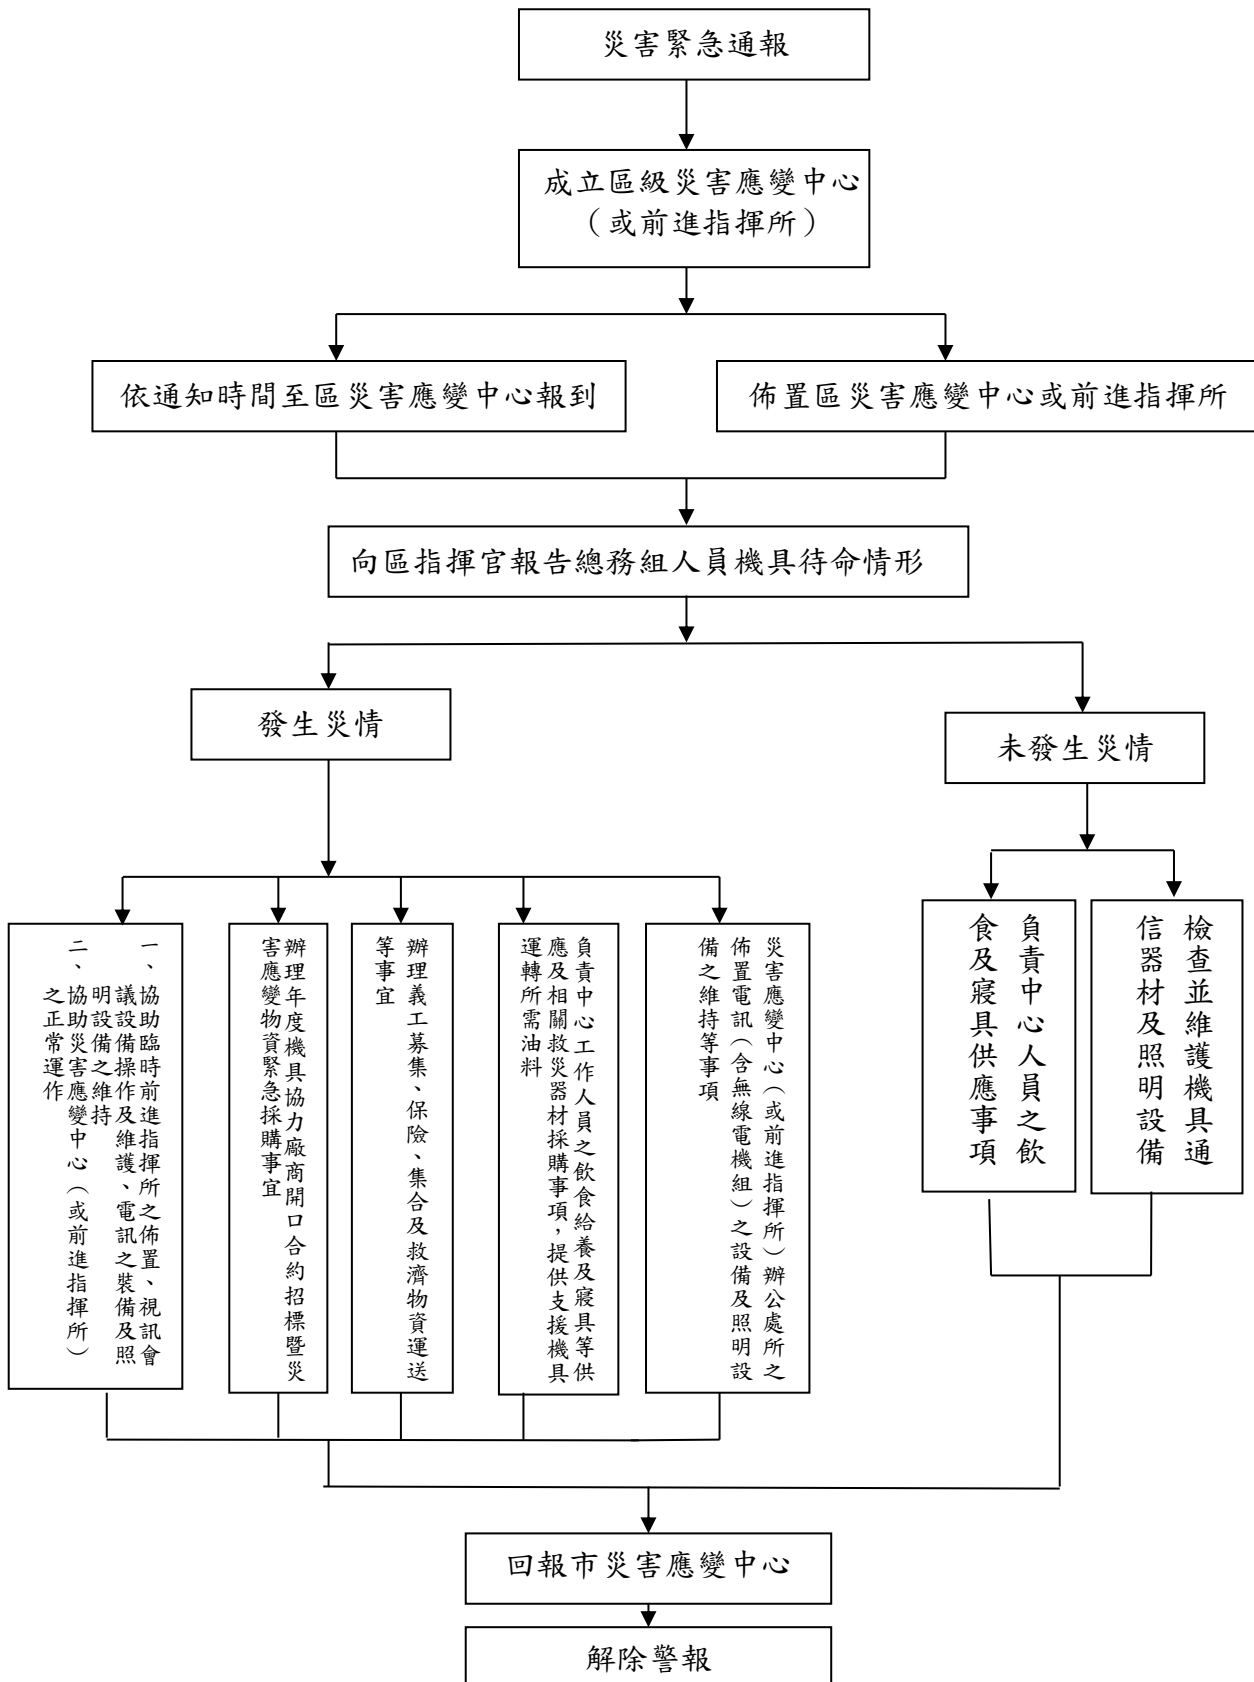 災害緊急通報
成立區級災害應變中心
（或前進指揮所）
依通知時間至區災害應變中心報到
佈置區災害應變中心或前進指揮所
向區指揮官報告總務組人員機具待命情形
發生災情
未發生災情
一、協助臨時前進指揮所之佈置、視訊會
議設備操作及維護、電訊之裝備及照
明設備之維持
二、協助災害應變中心（或前進指揮所）
之正常運作
辦理年度機具協力廠商開口合約招標暨災
害應變物資緊急採購事宜
辦理義工募集、保險、集合及救濟物資運送
等事宜
負責中心工作人員之飲食給養及寢具等供
應及相關救災器材採購事項，提供支援機具
運轉所需油料
災害應變中心（或前進指揮所）辦公處所之
佈置電訊（含無線電機組）之設備及照明設
備之維持等事項
負責中心人員之飲
食及寢具供應事項
檢查並維護機具通
信器材及照明設備
回報市災害應變中心
解除警報